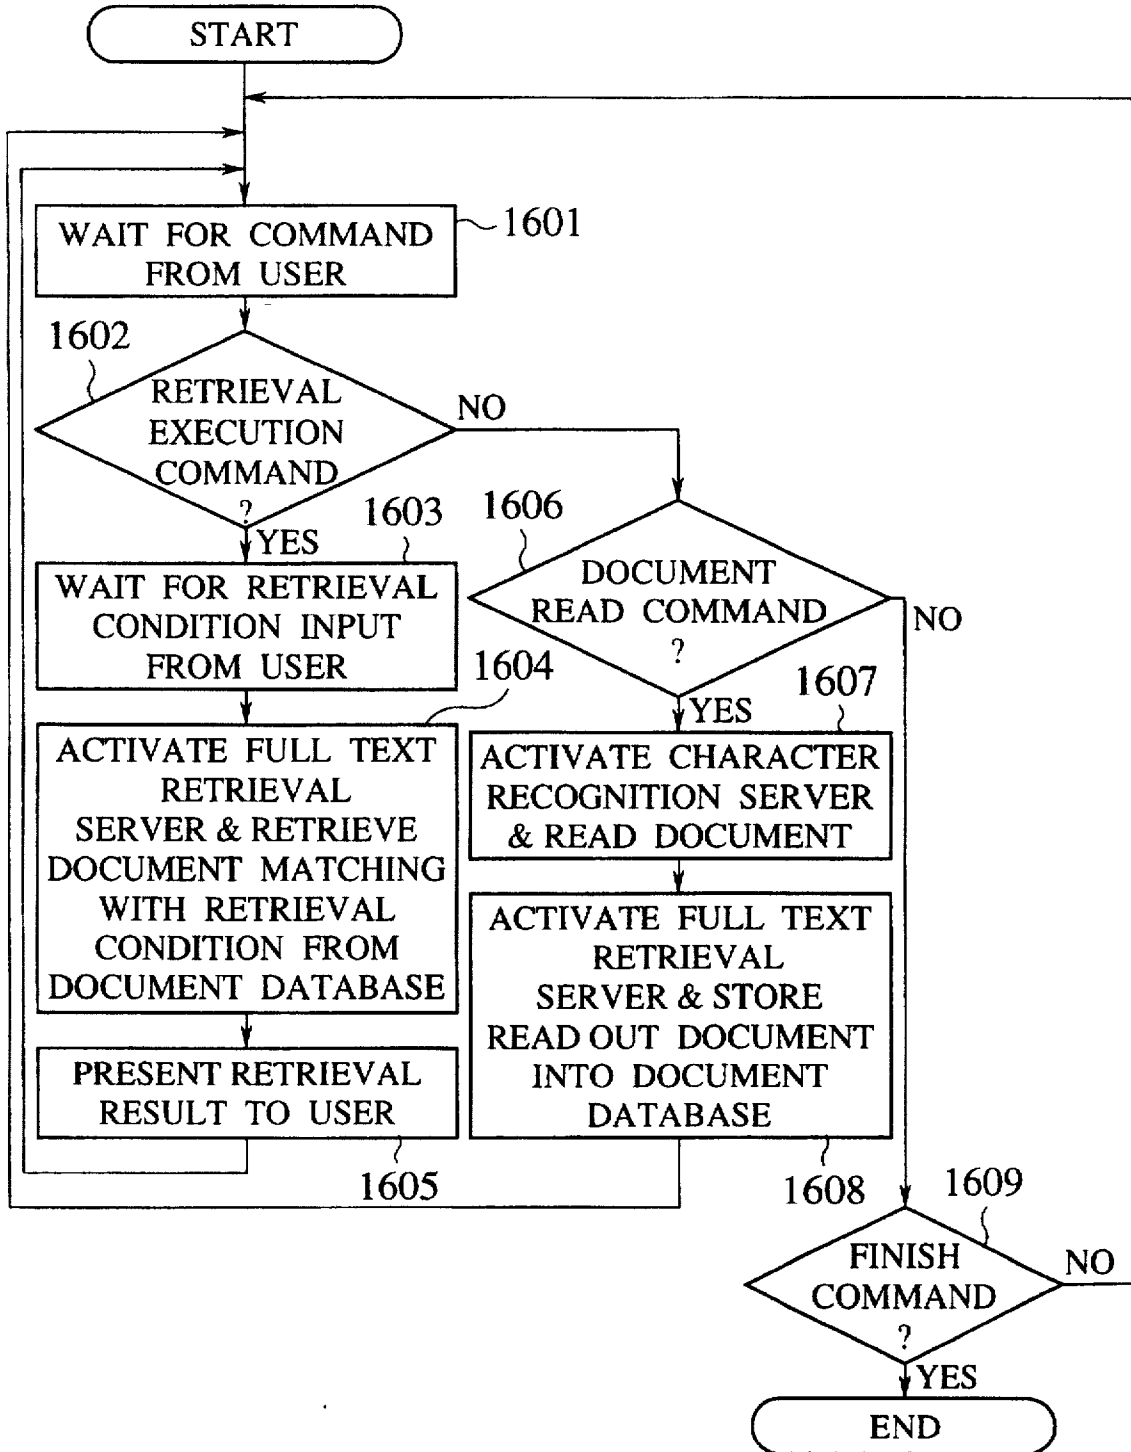 START
WAIT FOR COMMAND
FROM USER
1601
1602
RETRIEVAL
EXECUTION
COMMAND
?
NO
YES
1603
WAIT FOR RETRIEVAL
CONDITION INPUT
FROM USER
1604
ACTIVATE FULL TEXT
RETRIEVAL
SERVER & RETRIEVE
DOCUMENT MATCHING
WITH RETRIEVAL
CONDITION FROM
DOCUMENT DATABASE
PRESENT RETRIEVAL
RESULT TO USER
1605
1606
DOCUMENT
READ COMMAND
?
NO
YES
1607
ACTIVATE CHARACTER
RECOGNITION SERVER
& READ DOCUMENT
ACTIVATE FULL TEXT
RETRIEVAL
SERVER & STORE
READ OUT DOCUMENT
INTO DOCUMENT
DATABASE
1608
1609
FINISH
COMMAND
?
NO
YES
END